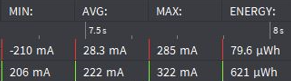 MIN: AVG: MAX: ENERGY:
7.5 s 8 s
-210 mA 28.3 mA 285 mA 79.6 µWh
206 mA 222 mA 322 mA 621 µWh